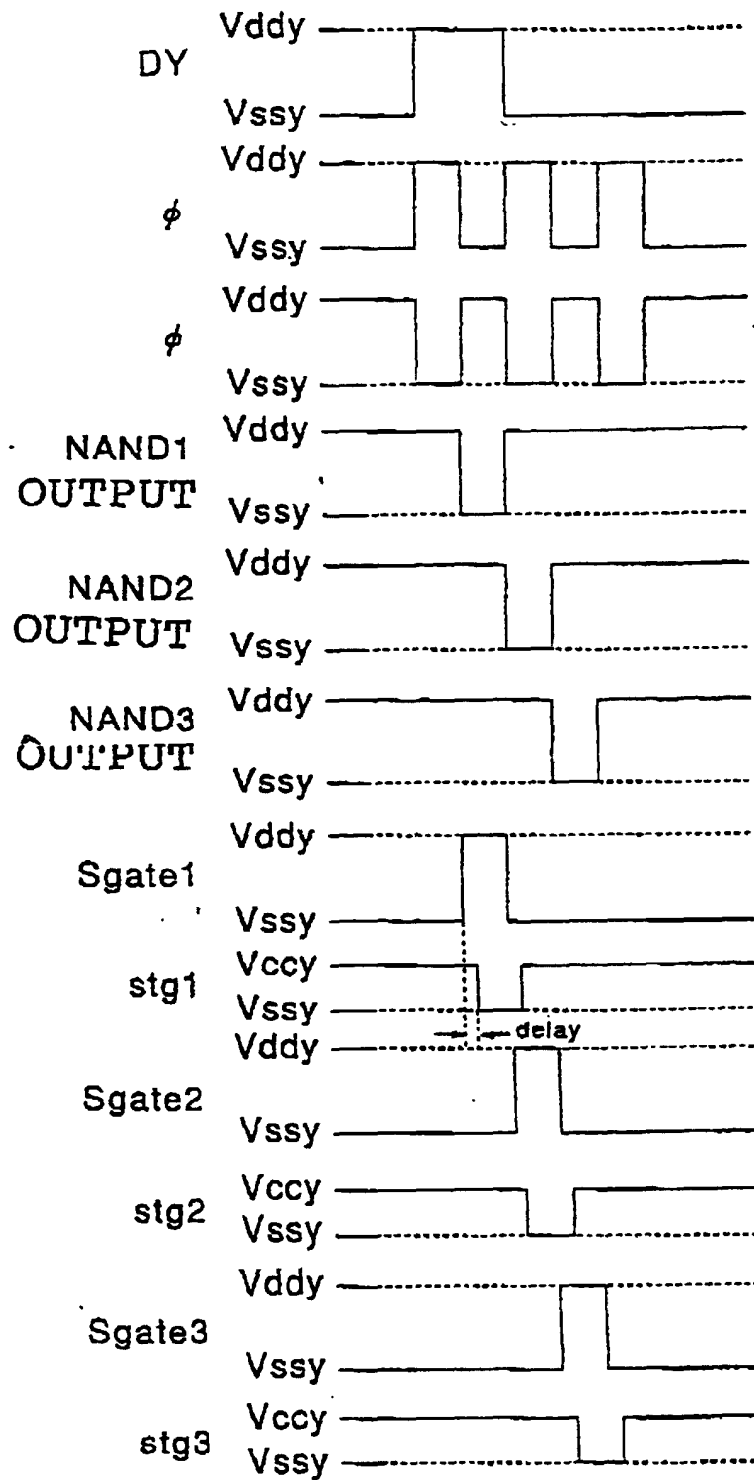 Vddy
DY
Vssy
Vddy
ϕ
Vssy
Vddy
ϕ
Vssy
Vddy
NAND1
OUTPUT
Vssy
Vddy
NAND2
OUTPUT
Vssy
Vddy
NAND3
OUTPUT
Vssy
Vddy
Sgate1
Vssy
Vccy
stg1
Vssy
delay
Vddy
Sgate2
Vssy
Vccy
stg2
Vssy
Vddy
Sgate3
Vssy
Vccy
stg3
Vssy